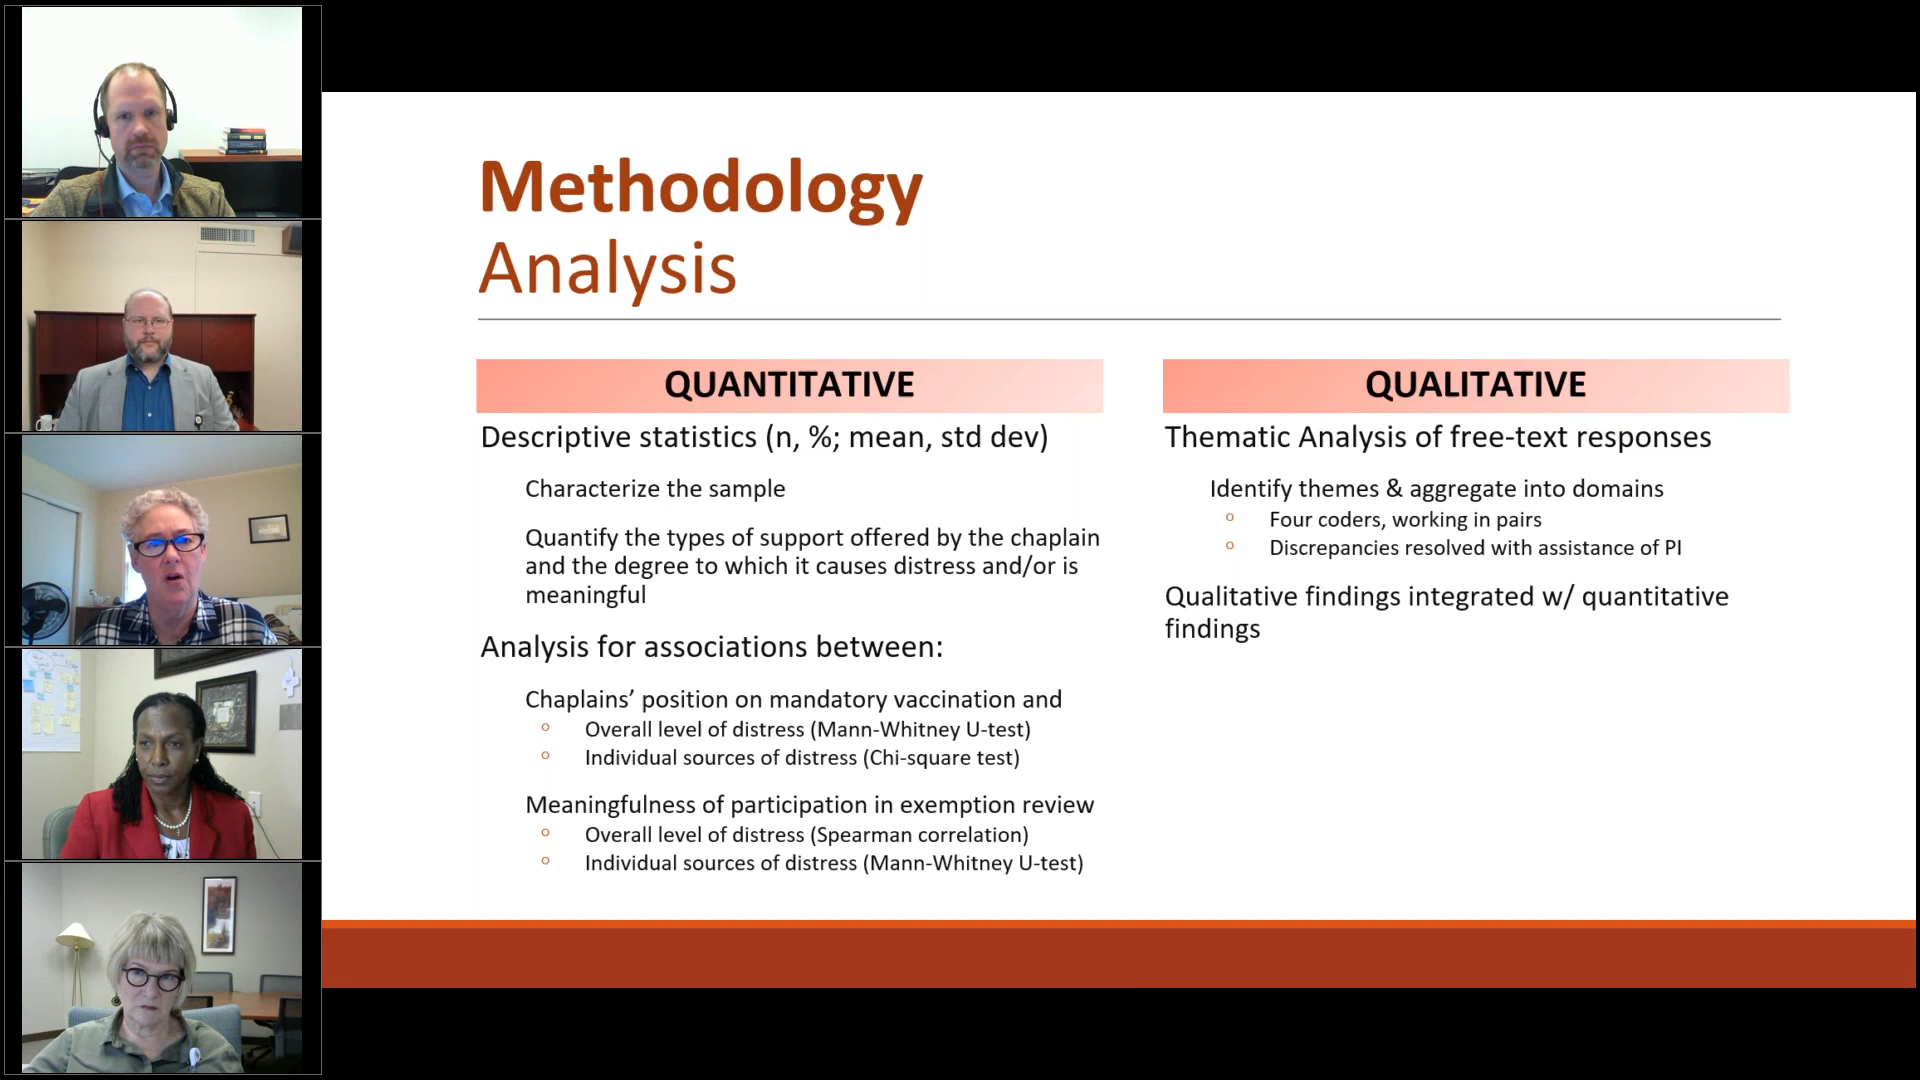 Methodology
Analysis
QUANTITATIVE
Descriptive statistics (n, %; mean, std dev)
Characterize the sample
Quantify the types of support offered by the chaplain
and the degree to which it causes distress and/or is
meaningful
Analysis for associations between:
Chaplains’ position on mandatory vaccination and
Overall level of distress (Mann-Whitney U-test)
Individual sources of distress (Chi-square test)
Meaningfulness of participation in exemption review
Overall level of distress (Spearman correlation)
Individual sources of distress (Mann-Whitney U-test)
QUALITATIVE
Thematic Analysis of free-text responses
Identify themes & aggregate into domains
Four coders, working in pairs
Discrepancies resolved with assistance of PI
Qualitative findings integrated w/ quantitative
findings